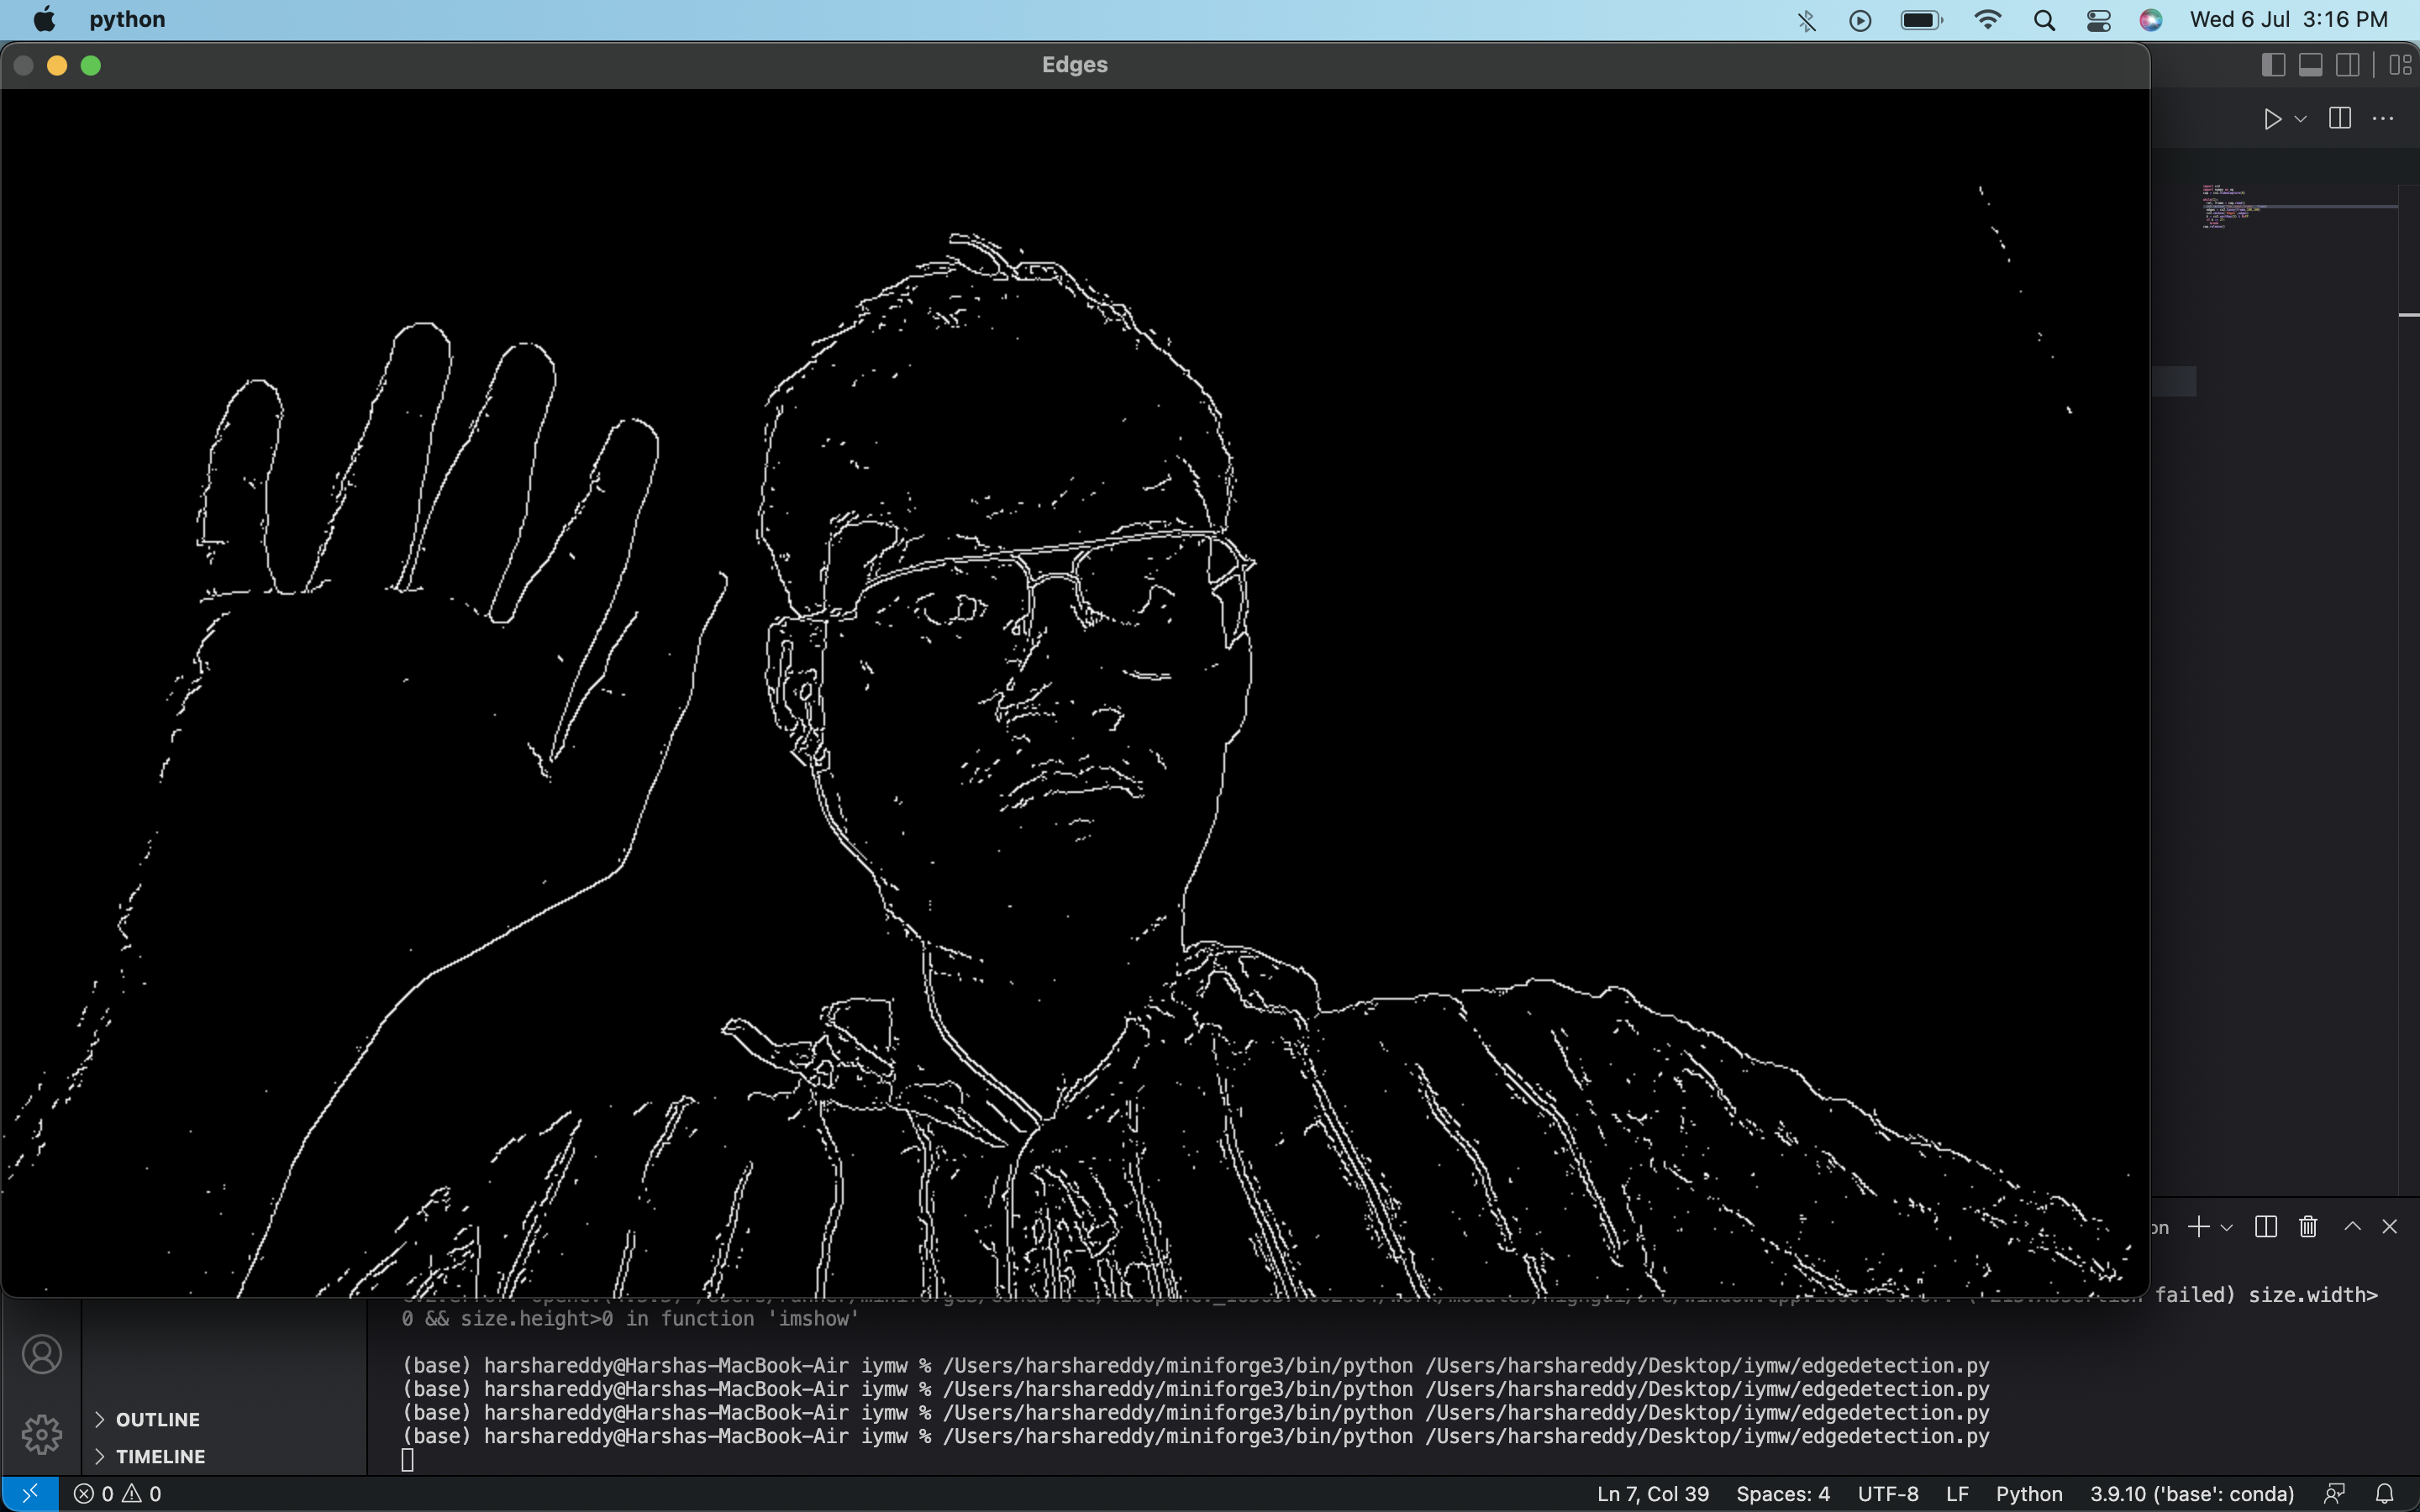 python
Wed 6 Jul 3:16 PM
Edges
on
failed) size.width>
0 && size.height>0 in function 'imshow'
(base) harshareddy@Harshas-MacBook-Air iymw % /Users/harshareddy/miniforge3/bin/python /Users/harshareddy/Desktop/iymw/edgedetection.py
(base) harshareddy@Harshas-MacBook-Air iymw % /Users/harshareddy/miniforge3/bin/python /Users/harshareddy/Desktop/iymw/edgedetection.py
(base) harshareddy@Harshas-MacBook-Air iymw % /Users/harshareddy/miniforge3/bin/python /Users/harshareddy/Desktop/iymw/edgedetection.py
(base) harshareddy@Harshas-MacBook-Air iymw % /Users/harshareddy/miniforge3/bin/python /Users/harshareddy/Desktop/iymw/edgedetection.py
OUTLINE
TIMELINE
0 0
Ln 7, Col 39 Spaces: 4 UTF-8 LF Python 3.9.10 ('base': conda)